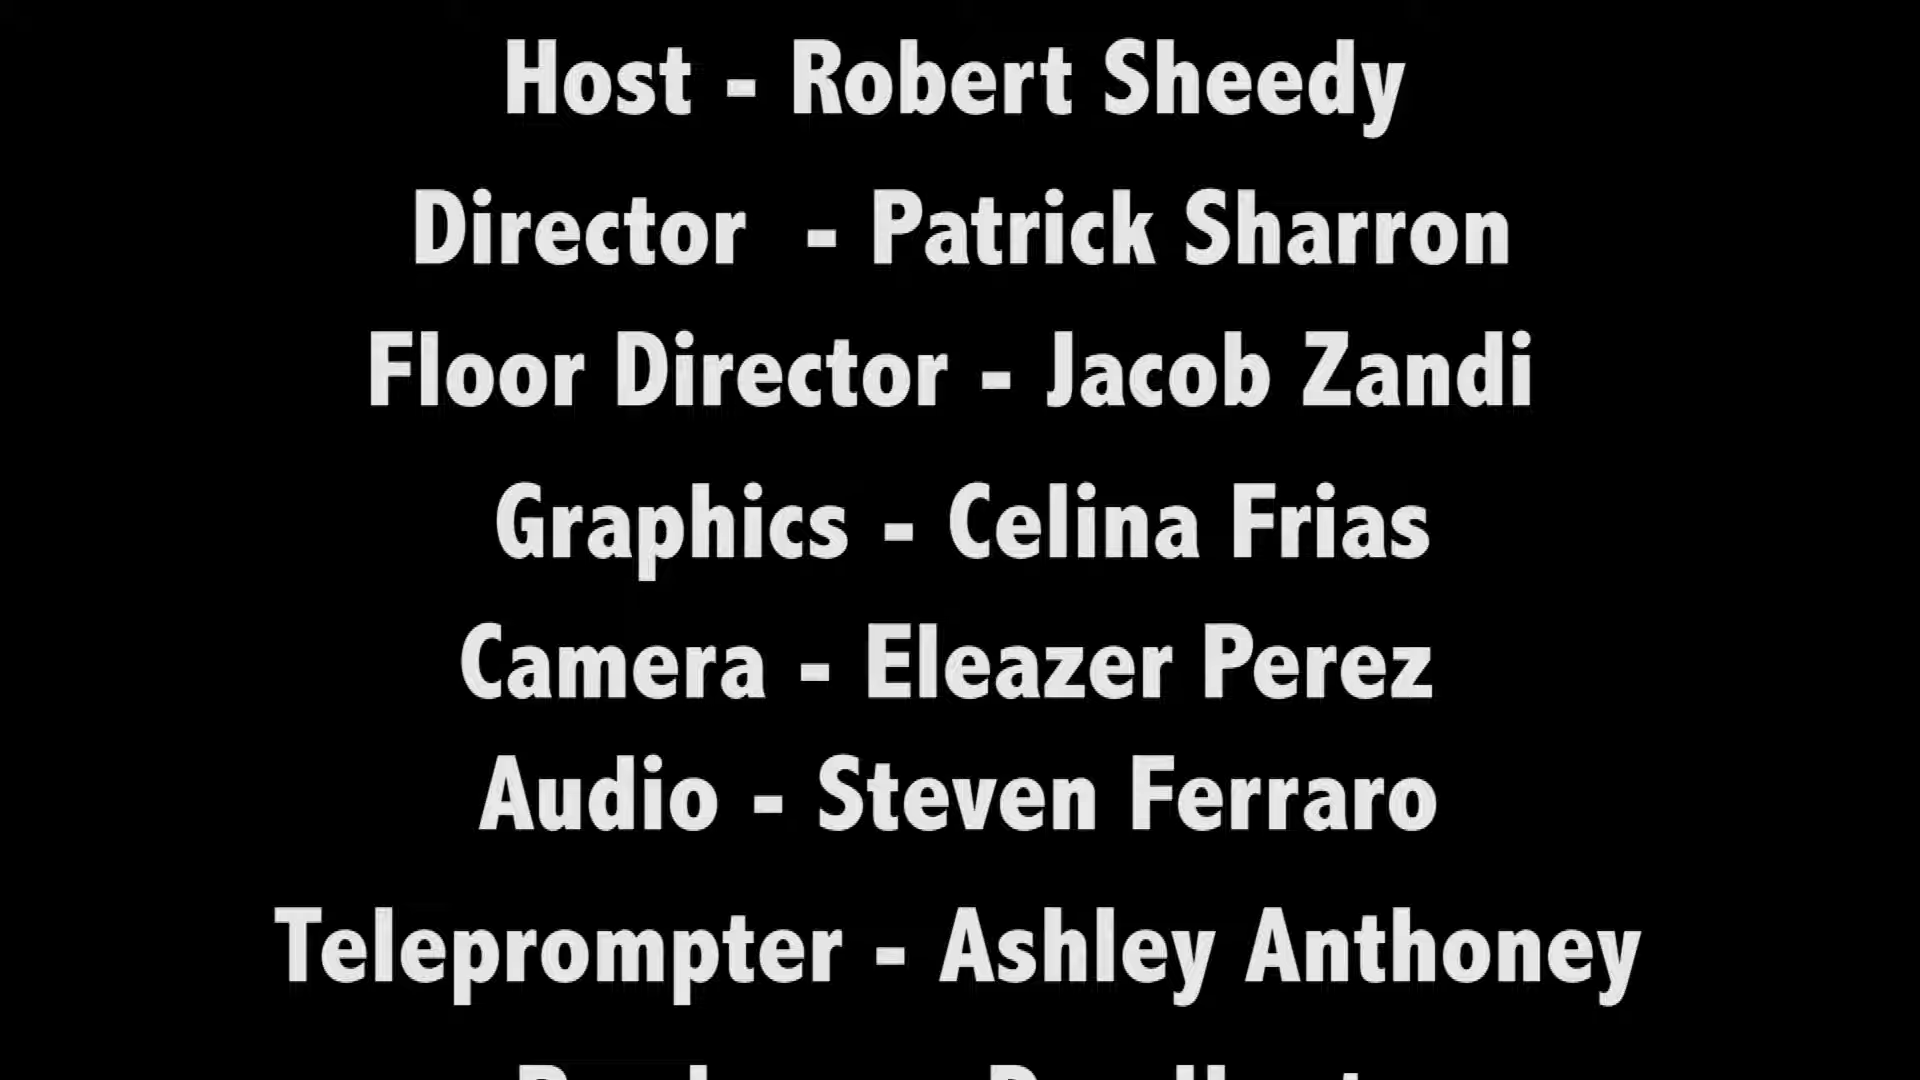 Host - Robert Sheedy
Director - Patrick Sharron
Floor Director - Jacob Zandi
Graphics - Celina Frias
Camera - Eleazer Perez
Audio - Steven Ferraro
Teleprompter - Ashley Anthoney